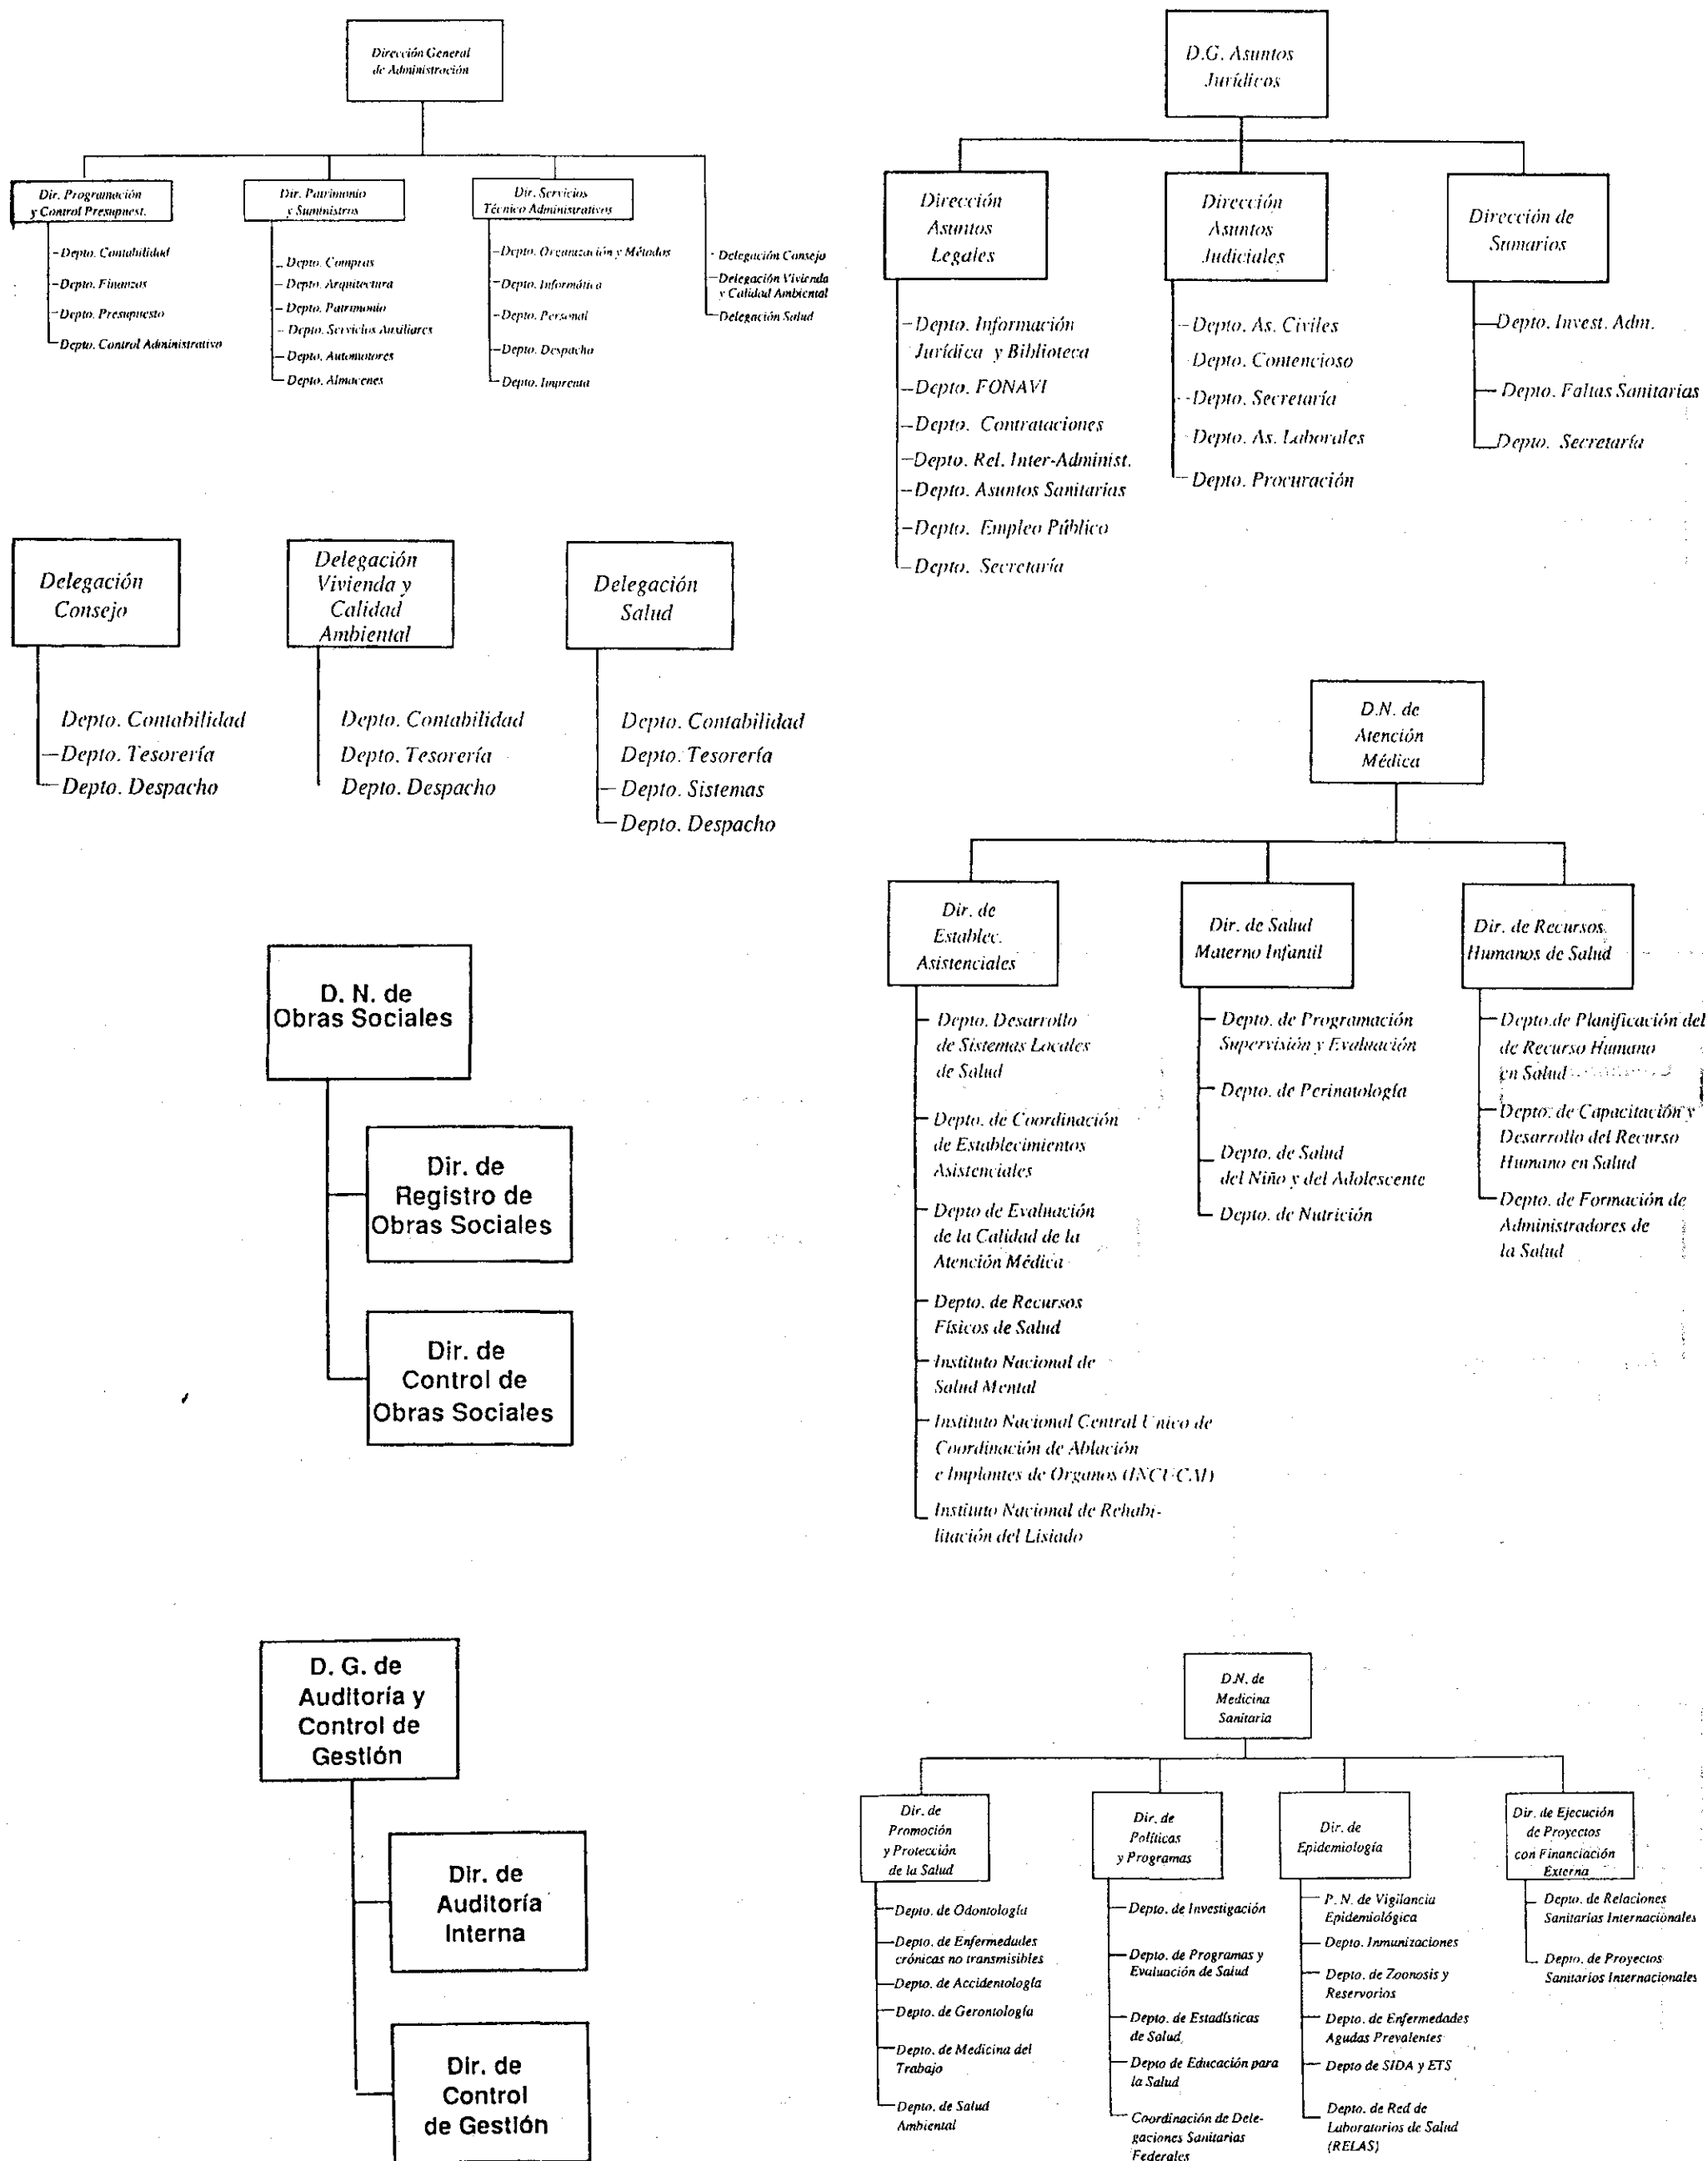 Dirección General
de Administración
Dir. Programación
y Control Presupuest.
-Depto. Contabilidad
-Depto. Finanzas
-Depto. Presupuesto
Depto. Control Administrativo
Dir. Patrimonio
y Suministros
Depto. Compras
-Depto. Arquitectura
-Depto. Patrimonio
-Depto. Servicios Auxiliares
-Depto. Automotores
-Depto. Almacenes
Dir. Servicios
Técnico Administrativos
-Depto. Organización y Métodos
-Depto. Informática
-Depto. Personal
-Depto. Despacho
-Depto. Imprenta
- Delegación Consejo
Delegación Vivienda
y Calidad Ambiental
-Delegación Salud
D.G. Asuntos
Jurídicos
Dirección
Asuntos
Legales
-Depto. Información
Jurídica y Biblioteca
-Depto. FONAVI
-Depto. Contrataciones
-Depto. Rel. Inter-Administ.
-Depto. Asuntos Sanitarias
-Depto. Empleo Público
-Depto. Secretaría
Dirección
Asuntos
Judiciales
-Depto. As. Civiles
Depto. Contencioso
-Depto. Secretaría
-Depto. As. Laborales
-Depto. Procuración
Dirección de
Sumarios
-Depto. Invest. Adm.
-Depto. Faltas Sanitarias
-Depto. Secretaría
Delegación
Consejo
Depto. Contabilidad
-Depto. Tesorería
-Depto. Despacho
Delegación
Vivienda y
Calidad
Ambiental
Depto. Contabilidad
Depto. Tesorería
Depto. Despacho
Delegación
Salud
Depto. Contabilidad
Depto. Tesorería
-Depto. Sistemas
-Depto. Despacho
D.N. de
Atención
Médica
Dir. de
Establec.
Asistenciales
Depto. Desarrollo
de Sistemas Locales
de Salud
Depto. de Coordinación
de Establecimientos
Asistenciales
Depto de Evaluación
de la Calidad de la
Atención Médica
Depto. de Recursos
Físicos de Salud
Instituto Nacional de
Salud Mental
Instituto Nacional Central Unico de
Coordinación de Ablación
e Implantes de Organos (INCUCAI)
Instituto Nacional de Rehabi-
litación del Lisiado
Dir. de Salud
Materno Infantil
Depto. de Programación
Supervisión y Evaluación
Depto. de Perinatología
Depto. de Salud
del Niño y del Adolescente
Depto. de Nutrición
Dir. de Recursos
Humanos de Salud
Depto.de Planificación del
de Recurso Humano
en Salud
Depto. de Capacitación y
Desarrollo del Recurso
Humano en Salud
Depto. de Formación de
Administradores de
la Salud
D. N. de
Obras Sociales
Dir. de
Registro de
Obras Sociales
Dir. de
Control de
Obras Sociales
D. G. de
Auditoría y
Control de
Gestión
Dir. de
Auditoría
Interna
Dir. de
Control
de Gestión
D.N. de
Medicina
Sanitaria
Dir. de
Promoción
y Protección
de la Salud
Depto. de Odontología
Depto. de Enfermedades
crónicas no transmisibles
Depto. de Accidentología
Depto. de Gerontología
Depto. de Medicina del
Trabajo
Depto. de Salud
Ambiental
Dir. de
Políticas
y Programas
Depto. de Investigación
Depto. de Programas y
Evaluación de Salud
Depto. de Estadísticas
de Salud
Depto de Educación para
la Salud
Coordinación de Dele-
gaciones Sanitarias
Federales
Dir. de
Epidemiología
P. N. de Vigilancia
Epidemiológica
Depto. Inmunizaciones
Depto. de Zoonosis y
Reservorios
Depto. de Enfermedades
Agudas Prevalentes
Depto de SIDA y ETS
Depto. de Red de
Laboratorios de Salud
(RELAS)
Dir. de Ejecución
de Proyectos
con Financiación
Externa
Depto. de Relaciones
Sanitarias Internacionales
Depto. de Proyectos
Sanitarios Internacionales